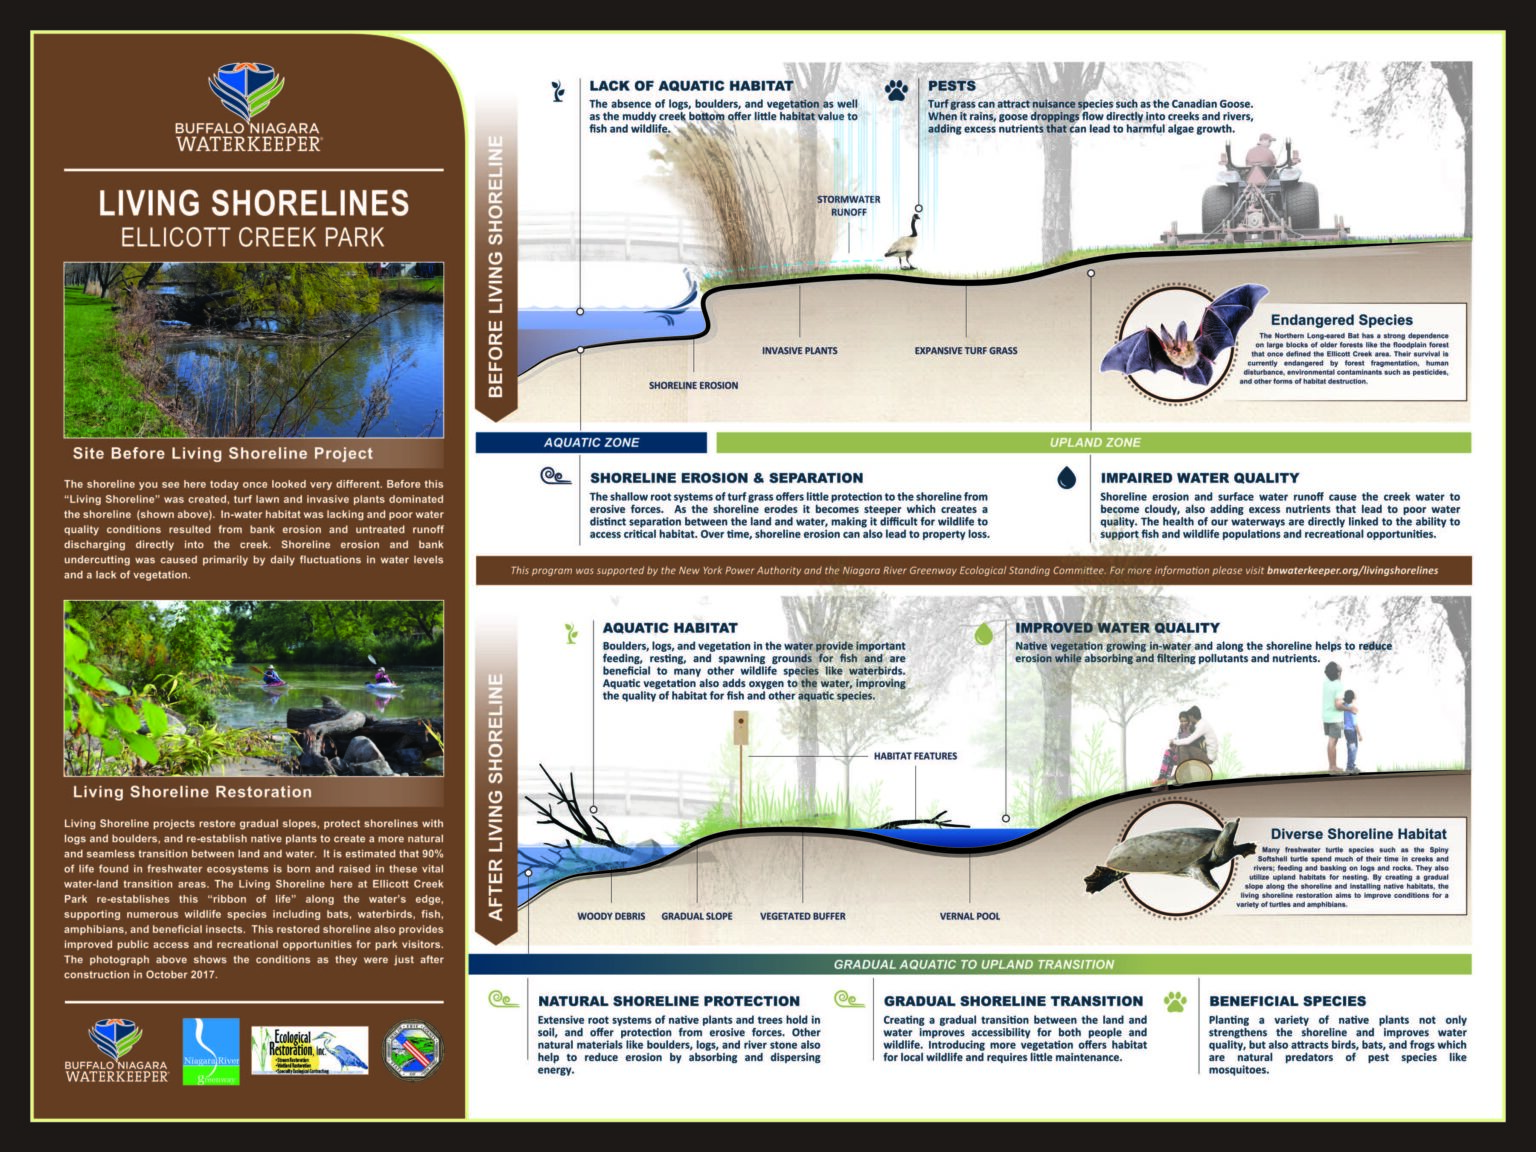 BUFFALO NIAGARA
WATERKEEPER®
LIVING SHORELINES
ELLICOTT CREEK PARK
Site Before Living Shoreline Project
The shoreline you see here today once looked very different. Before this
“Living Shoreline” was created, turf lawn and invasive plants dominated
the shoreline (shown above). In-water habitat was lacking and poor water
quality conditions resulted from bank erosion and untreated runoff
discharging directly into the creek. Shoreline erosion and bank
undercutting was caused primarily by daily fluctuations in water levels
and a lack of vegetation.
Living Shoreline Restoration
Living Shoreline projects restore gradual slopes, protect shorelines with
logs and boulders, and re-establish native plants to create a more natural
and seamless transition between land and water. It is estimated that 90%
of life found in freshwater ecosystems is born and raised in these vital
water-land transition areas. The Living Shoreline here at Ellicott Creek
Park re-establishes this “ribbon of life” along the water’s edge,
supporting numerous wildlife species including bats, waterbirds, fish,
amphibians, and beneficial insects. This restored shoreline also provides
improved public access and recreational opportunities for park visitors.
The photograph above shows the conditions as they were just after
construction in October 2017.
BUFFALO NIAGARA
WATERKEEPER®
Niagara River
greenway
Ecological
Restoration, Inc.
BEFORE LIVING SHORELINE
LACK OF AQUATIC HABITAT
The absence of logs, boulders, and vegetation as well
as the muddy creek bottom offer little habitat value to
fish and wildlife.
PESTS
Turf grass can attract nuisance species such as the Canadian Goose.
When it rains, goose droppings flow directly into creeks and rivers,
adding excess nutrients that can lead to harmful algae growth.
STORMWATER
RUNOFF
INVASIVE PLANTS
EXPANSIVE TURF GRASS
SHORELINE EROSION
Endangered Species
The Northern Long-eared Bat has a strong dependence
on large blocks of older forests like the floodplain forest
that once defined the Ellicott Creek area. Their survival is
currently endangered by forest fragmentation, human
disturbance, environmental contaminants such as pesticides,
and other forms of habitat destruction.
AQUATIC ZONE
UPLAND ZONE
SHORELINE EROSION & SEPARATION
The shallow root systems of turf grass offers little protection to the shoreline from
erosive forces. As the shoreline erodes it becomes steeper which creates a
distinct separation between the land and water, making it difficult for wildlife to
access critical habitat. Over time, shoreline erosion can also lead to property loss.
IMPAIRED WATER QUALITY
Shoreline erosion and surface water runoff cause the creek water to
become cloudy, also adding excess nutrients that lead to poor water
quality. The health of our waterways are directly linked to the ability to
support fish and wildlife populations and recreational opportunities.
This program was supported by the New York Power Authority and the Niagara River Greenway Ecological Standing Committee. For more information please visit bnwaterkeeper.org/livingshorelines
AFTER LIVING SHORELINE
AQUATIC HABITAT
Boulders, logs, and vegetation in the water provide important
feeding, resting, and spawning grounds for fish and are
beneficial to many other wildlife species like waterbirds.
Aquatic vegetation also adds oxygen to the water, improving
the quality of habitat for fish and other aquatic species.
IMPROVED WATER QUALITY
Native vegetation growing in-water and along the shoreline helps to reduce
erosion while absorbing and filtering pollutants and nutrients.
HABITAT FEATURES
WOODY DEBRIS
GRADUAL SLOPE
VEGETATED BUFFER
VERNAL POOL
Diverse Shoreline Habitat
Many freshwater turtle species such as the Spiny
Softshell turtle spend much of their time in creeks and
rivers; feeding and basking on logs and rocks. They also
utilize upland habitats for nesting. By creating a gradual
slope along the shoreline and installing native habitats, the
living shoreline restoration aims to improve conditions for a
variety of turtles and amphibians.
GRADUAL AQUATIC TO UPLAND TRANSITION
NATURAL SHORELINE PROTECTION
Extensive root systems of native plants and trees hold in
soil, and offer protection from erosive forces. Other
natural materials like boulders, logs, and river stone also
help to reduce erosion by absorbing and dispersing
energy.
GRADUAL SHORELINE TRANSITION
Creating a gradual transition between the land and
water improves accessibility for both people and
wildlife. Introducing more vegetation offers habitat
for local wildlife and requires little maintenance.
BENEFICIAL SPECIES
Planting a variety of native plants not only
strengthens the shoreline and improves water
quality, but also attracts birds, bats, and frogs which
are natural predators of pest species like
mosquitoes.